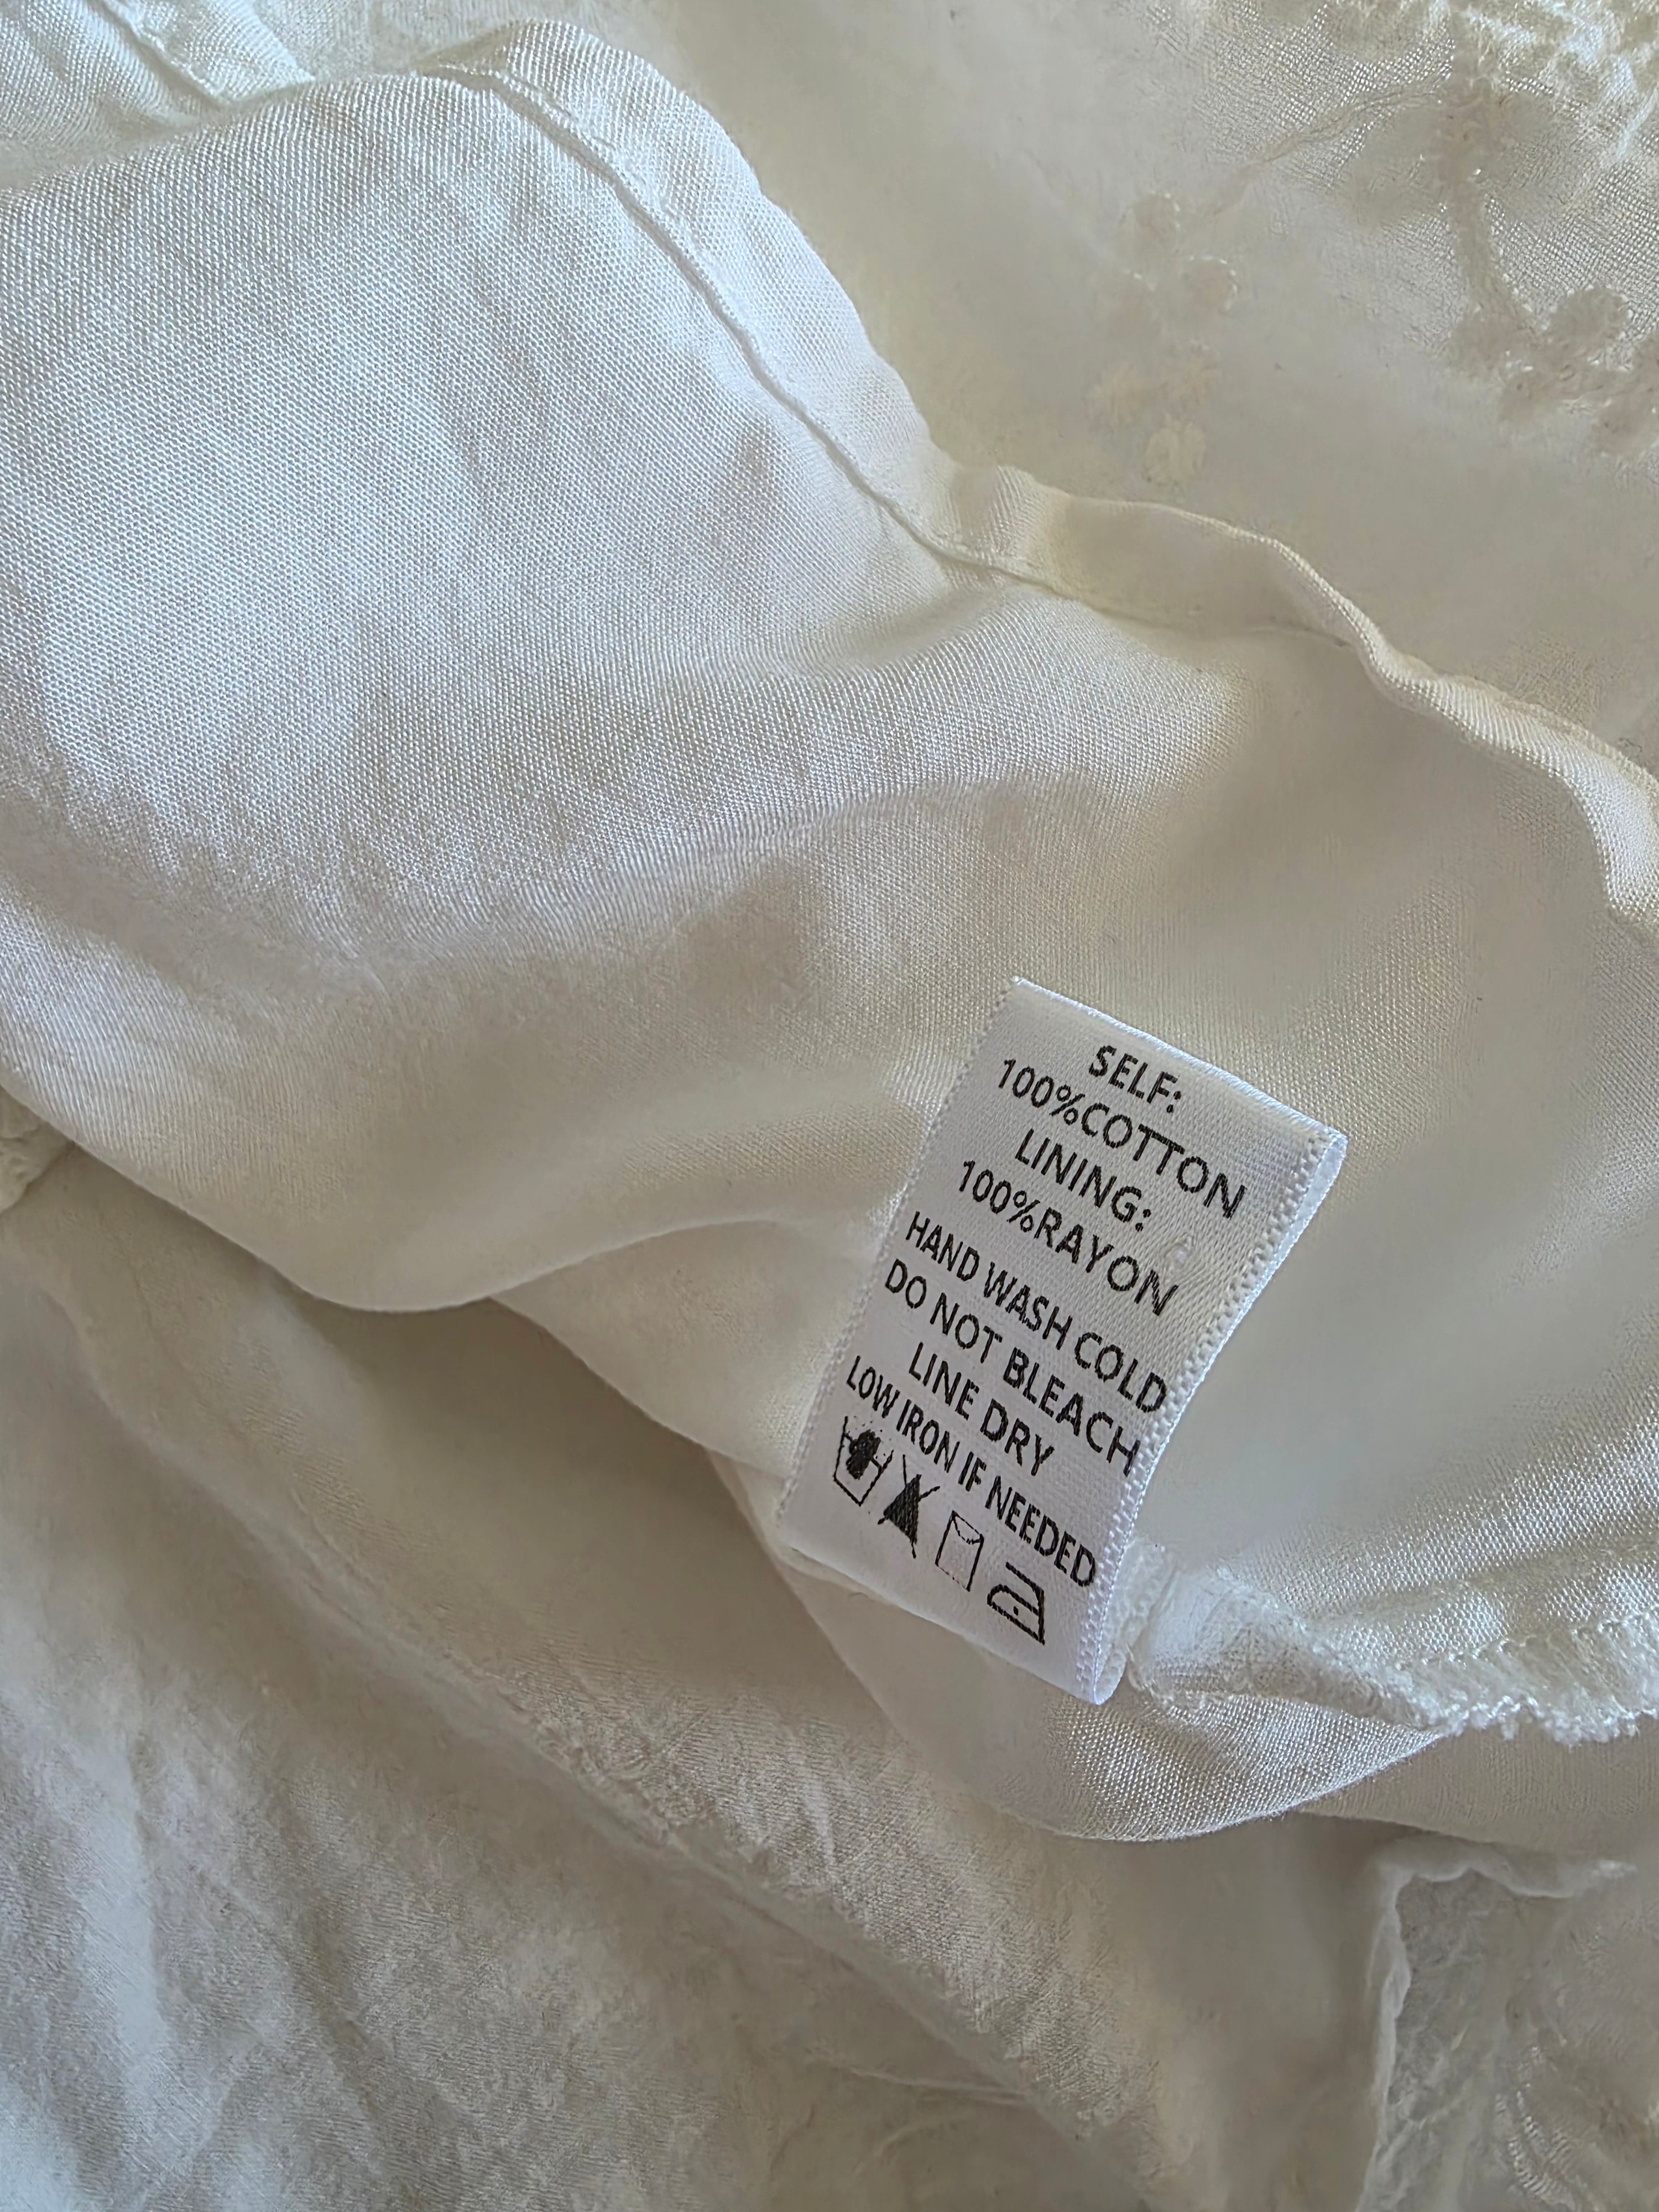 SELF:
100%COTTON
LINING:
100%RAYON
HAND WASH COLD
DO NOT BLEACH
LINE DRY
LOW IRON IF NEEDED